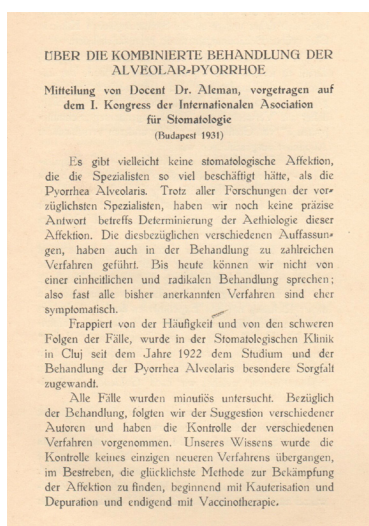 ÜBER DIE KOMBINIERTE BEHANDLUNG DER
ALVEOLAR-PYORRHOE
Mitteilung von Docent Dr. Aleman, vorgetragen auf
dem I. Kongress der Internationalen Asociation
für Stomatologie
(Budapest 1931)
Es gibt vielleicht keine stomatologische Affektion,
die die Spezialisten so viel beschäftigt hätte, als die
Pyorrhea Alveolaris. Trotz aller Forschungen der vor-
züglichsten Spezialisten, haben wir noch keine präzise
Antwort betreffs Determinierung der Aethiologie dieser
Affektion. Die diesbezüglichen verschiedenen Auffassun-
gen, haben auch in der Behandlung zu zahlreichen
Verfahren geführt. Bis heute können wir nicht von
einer einheitlichen und radikalen Behandlung sprechen;
also fast alle bisher anerkannten Verfahren sind eher
symptomatisch.
Frappiert von der Häufigkeit und von den schweren
Folgen der Fälle, wurde in der Stomatologischen Klinik
in Cluj seit dem Jahre 1922 dem Studium und der
Behandlung der Pyorrhea Alveolaris besondere Sorgfalt
zugewandt.
Alle Fälle wurden minutiös untersucht. Bezüglich
der Behandlung, folgten wir der Suggestion verschiedener
Autoren und haben die Kontrolle der verschiedenen
Verfahren vorgenommen. Unseres Wissens wurde die
Kontrolle keines einzigen neueren Verfahrens übergangen,
im Bestreben, die glücklichste Methode zur Bekämpfung
der Affektion zu finden, beginnend mit Kauterisation und
Depuration und endigend mit Vaccinotherapie.